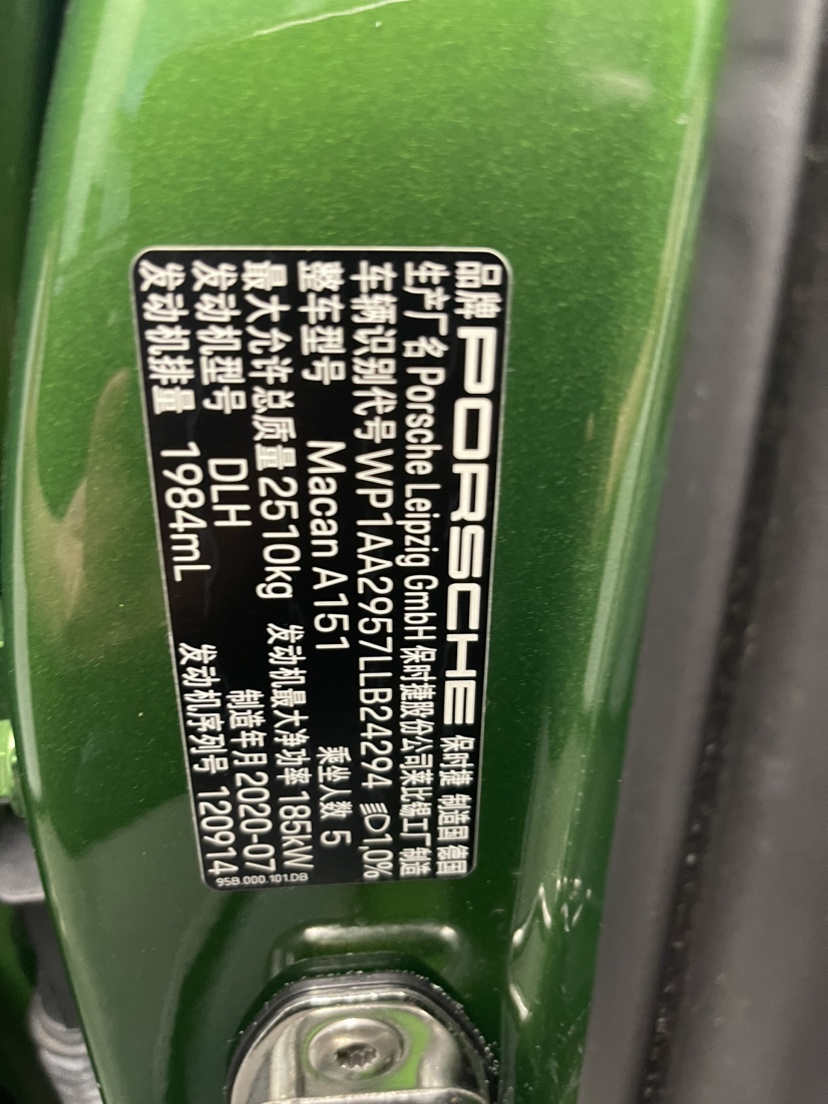 品牌 PORSCHE 保时捷 制造国 德国
生产厂名 Porsche Leipzig GmbH 保时捷股份公司莱比锡工厂制造
车辆识别代号 WP1AA2957LLB24294 1,0%
整车型号 Macan A151 乘坐人数 5
最大允许总质量 2510kg 发动机最大净功率 185kW
发动机型号 DLH 制造年月 2020-07
发动机排量 1984mL 发动机序列号 120914
95B.000.101.DB